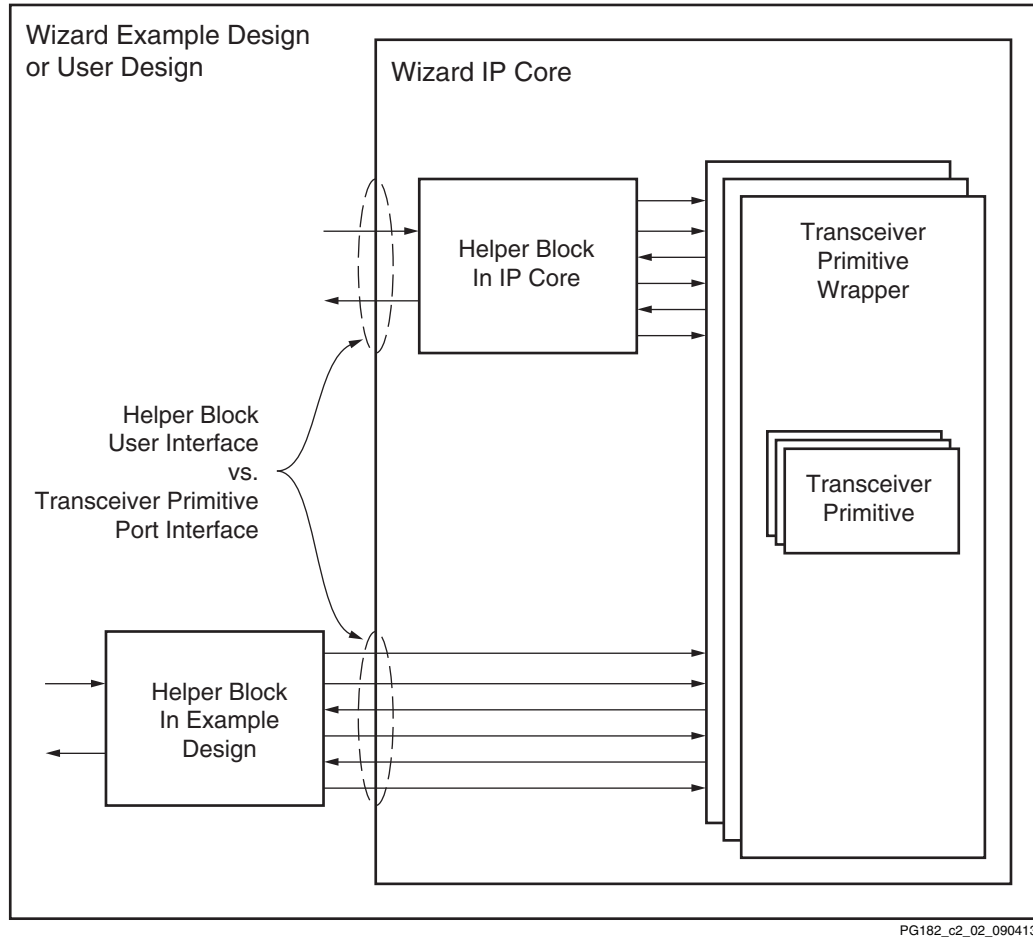 Wizard Example Design
or User Design
Wizard IP Core
Helper Block
In IP Core
Transceiver
Primitive
Wrapper
Helper Block
User Interface
vs.
Transceiver Primitive
Port Interface
Transceiver
Primitive
Helper Block
In Example
Design
PG182_c2_02_090413